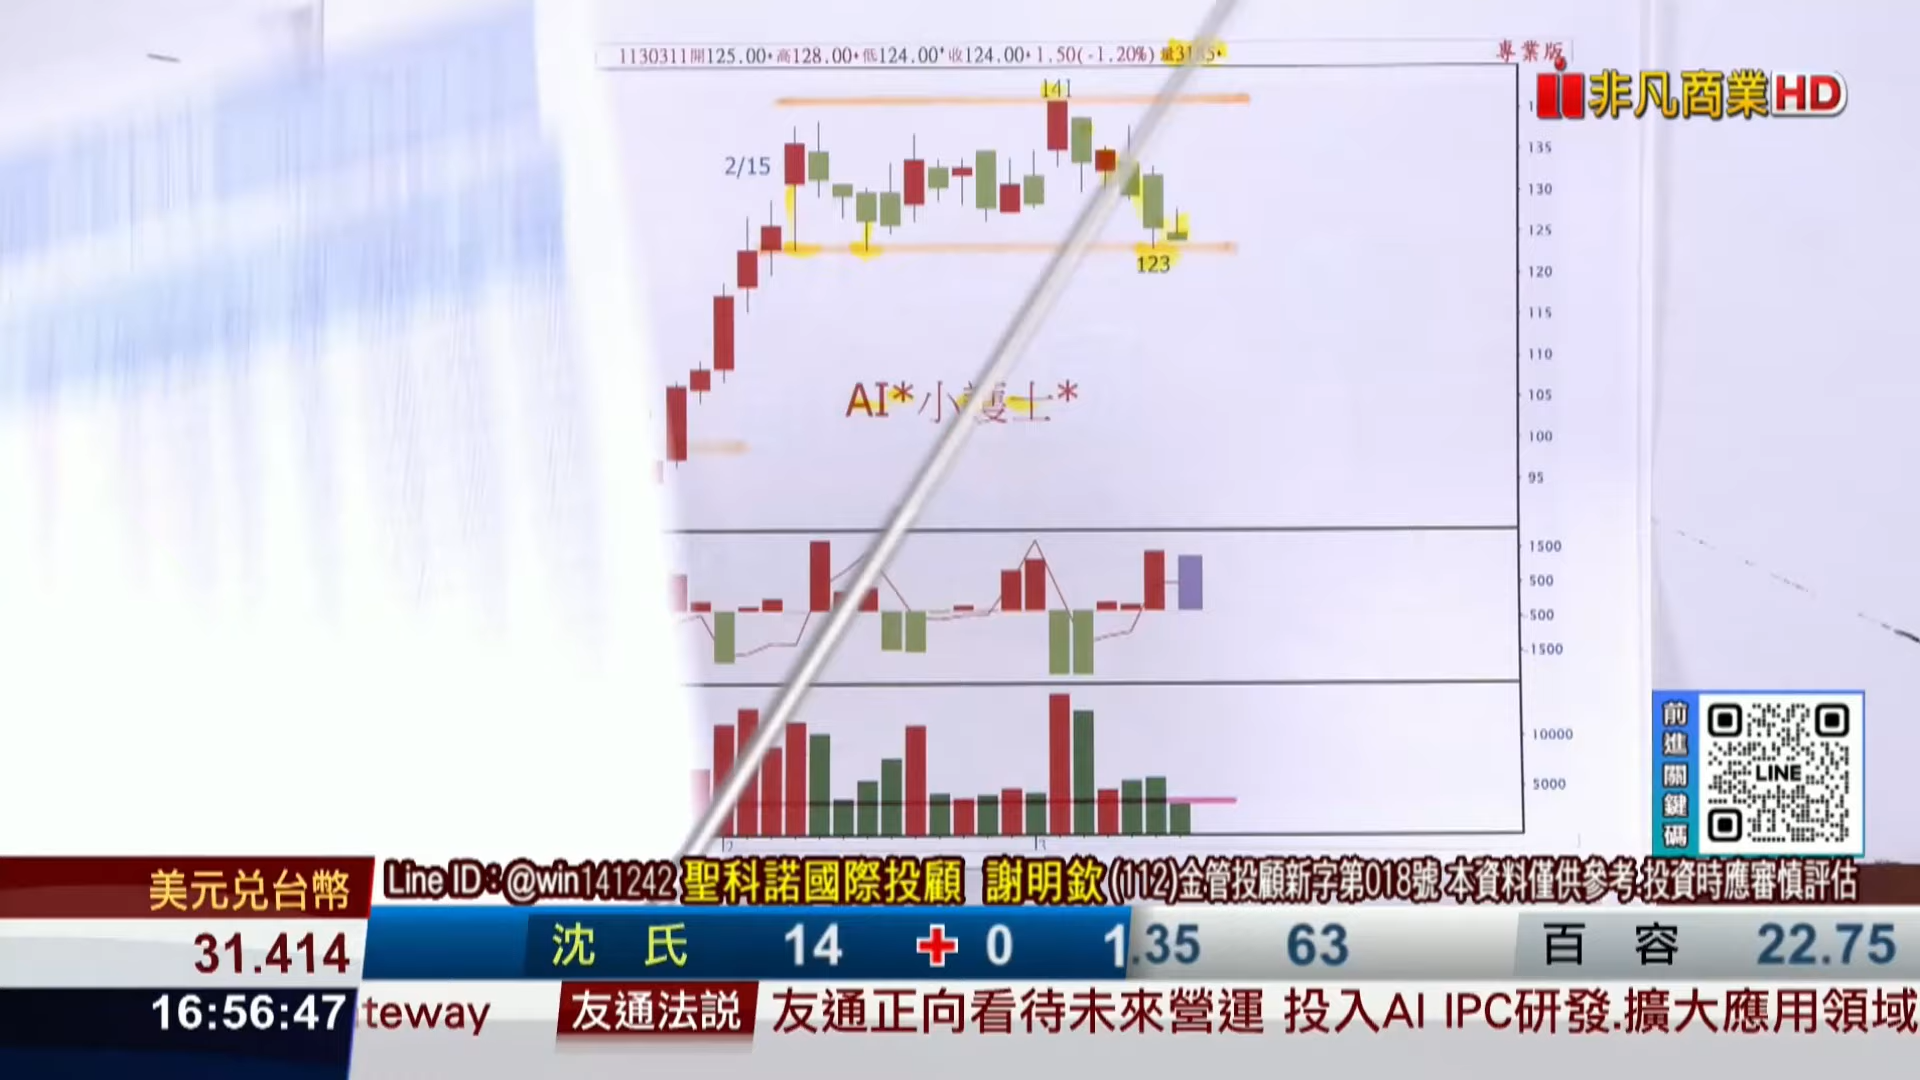 1130311開125.00高128.00低124.00收124.00 1.50(-1.20%)
專業版
非凡商業HD
141
2/15
123
135
130
125
120
115
110
105
100
95
AI*小護士*
1500
500
-500
-1500
10000
5000
2
3
前進關鍵碼
LINE
美元兌台幣
31.414
16:56:47
Line ID:@win141242 聖科諾國際投顧 謝明欽 (112)金管投顧新字第018號 本資料僅供參考 投資時應審慎評估
沈氏 14 0 1.35 63 百容 22.75
teway 友通法說 友通正向看待未來營運 投入AI IPC研發.擴大應用領域